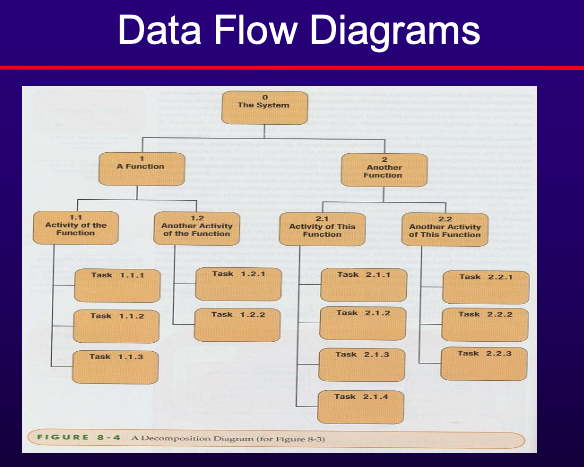 Data Flow Diagrams
0
The System
1
A Function
2
Another
Function
1.1
Activity of the
Function
1.2
Another Activity
of the Function
2.1
Activity of This
Function
2.2
Another Activity
of This Function
Task 1.1.1
Task 1.2.1
Task 2.1.1
Task 2.2.1
Task 1.1.2
Task 1.2.2
Task 2.1.2
Task 2.2.2
Task 1.1.3
Task 2.1.3
Task 2.2.3
Task 2.1.4
FIGURE 8-4 A Decomposition Diagram (for Figure 8-3)